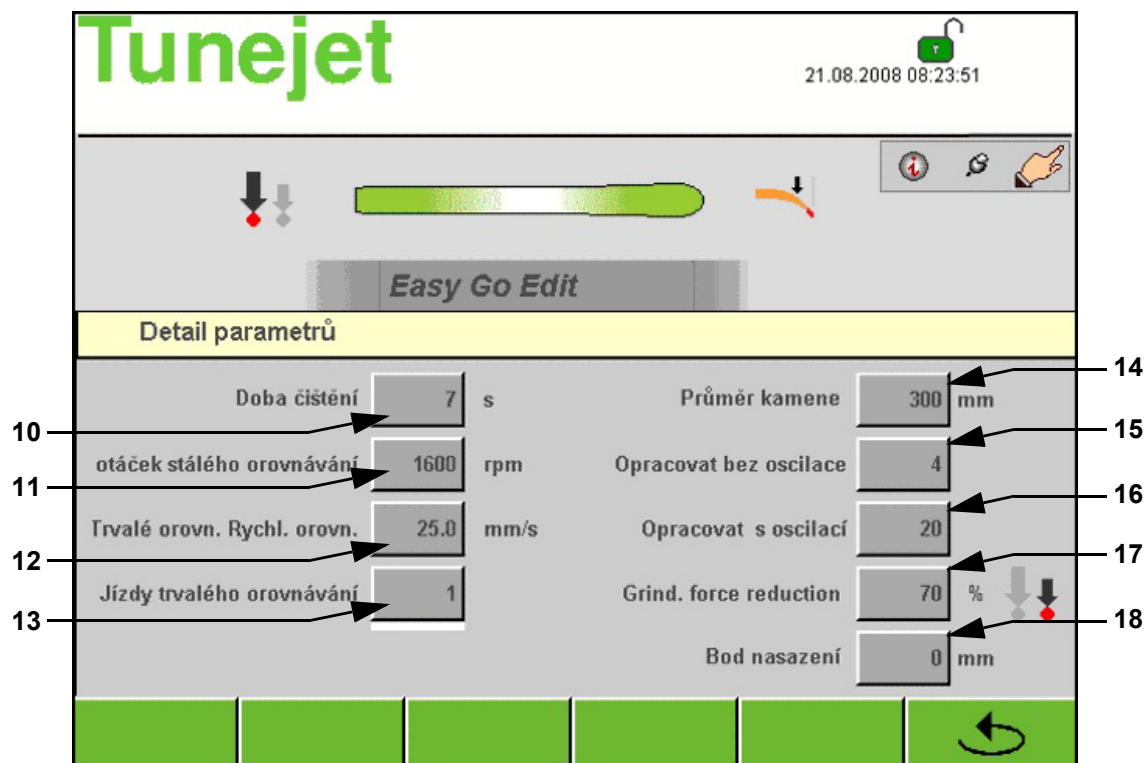 Tunejet
21.08.2008 08:23:51
Easy Go Edit
Detail parametrů
Doba čištění 7 s
otáček stálého orovnávání 1600 rpm
Trvalé orovn. Rychl. orovn. 25.0 mm/s
Jízdy trvalého orovnávání 1
Průměr kamene 300 mm
Opracovat bez oscilace 4
Opracovat s oscilací 20
Grind. force reduction 70 %
Bod nasazení 0 mm
10
11
12
13
14
15
16
17
18